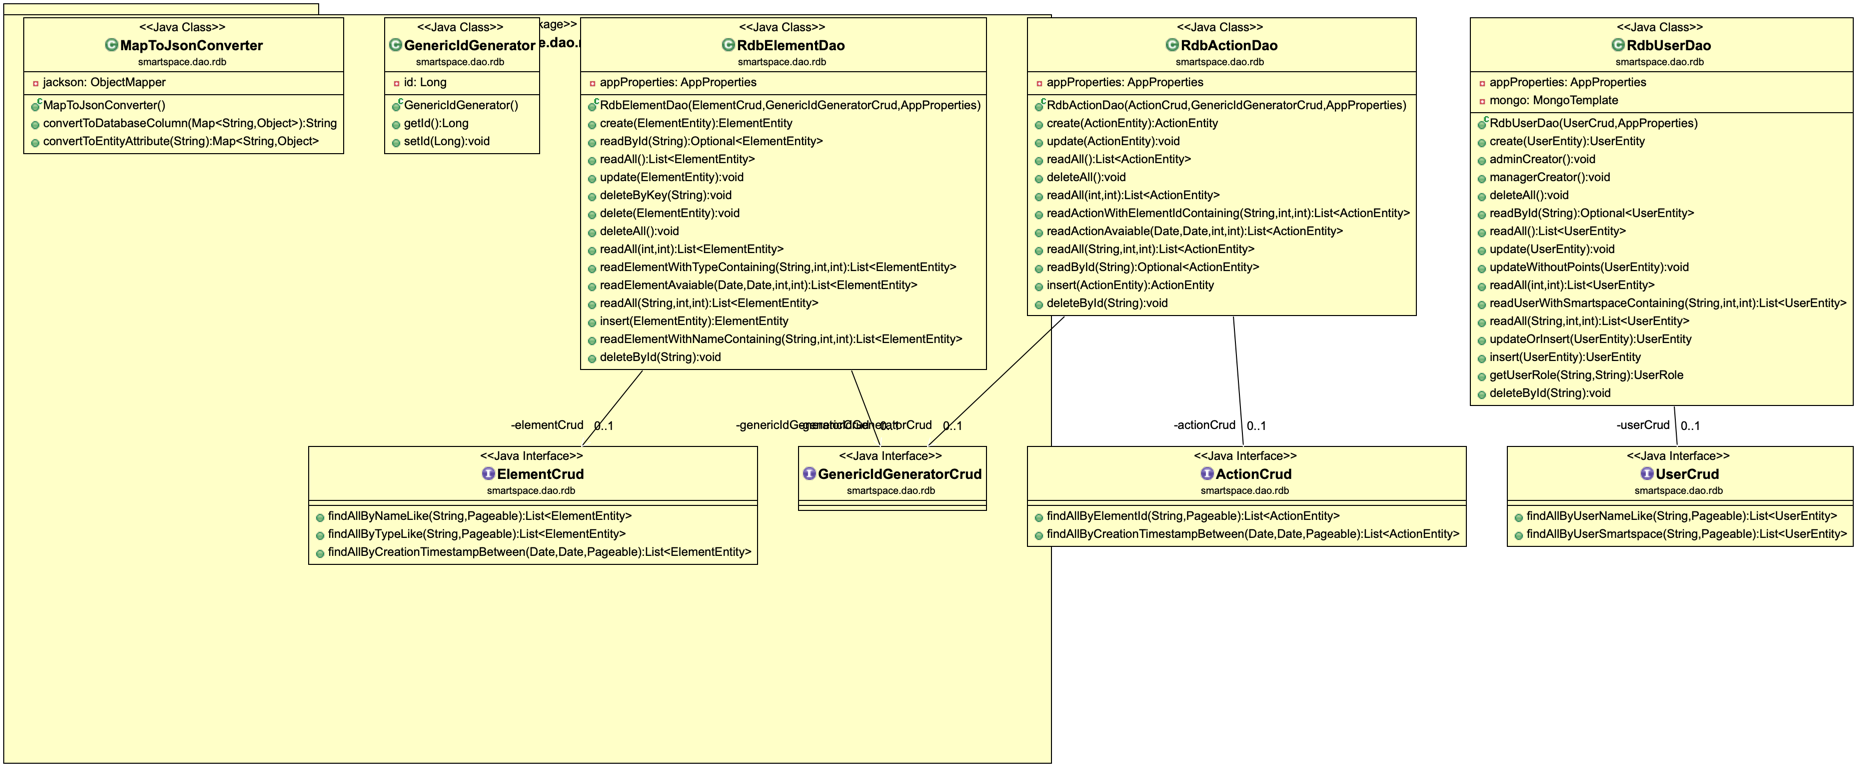 <<Java Class>>
MapToJsonConverter
smartspace.dao.rdb
jackson: ObjectMapper
MapToJsonConverter()
convertToDatabaseColumn(Map<String,Object>):String
convertToEntityAttribute(String):Map<String,Object>
<<Java Class>>
GenericIdGenerator
smartspace.dao.rdb
id: Long
GenericIdGenerator()
getId():Long
setId(Long):void
<<Java Class>>
RdbElementDao
smartspace.dao.rdb
appProperties: AppProperties
RdbElementDao(ElementCrud,GenericIdGeneratorCrud,AppProperties)
create(ElementEntity):ElementEntity
readById(String):Optional<ElementEntity>
readAll():List<ElementEntity>
update(ElementEntity):void
deleteByKey(String):void
delete(ElementEntity):void
deleteAll():void
readAll(int,int):List<ElementEntity>
readElementWithTypeContaining(String,int,int):List<ElementEntity>
readElementAvaiable(Date,Date,int,int):List<ElementEntity>
readAll(String,int,int):List<ElementEntity>
insert(ElementEntity):ElementEntity
readElementWithNameContaining(String,int,int):List<ElementEntity>
deleteById(String):void
<<Java Class>>
RdbActionDao
smartspace.dao.rdb
appProperties: AppProperties
RdbActionDao(ActionCrud,GenericIdGeneratorCrud,AppProperties)
create(ActionEntity):ActionEntity
update(ActionEntity):void
readAll():List<ActionEntity>
deleteAll():void
readAll(int,int):List<ActionEntity>
readActionWithElementIdContaining(String,int,int):List<ActionEntity>
readActionAvaiable(Date,Date,int,int):List<ActionEntity>
readAll(String,int,int):List<ActionEntity>
readById(String):Optional<ActionEntity>
insert(ActionEntity):ActionEntity
deleteById(String):void
<<Java Class>>
RdbUserDao
smartspace.dao.rdb
appProperties: AppProperties
mongo: MongoTemplate
RdbUserDao(UserCrud,AppProperties)
create(UserEntity):UserEntity
adminCreator():void
managerCreator():void
deleteAll():void
readById(String):Optional<UserEntity>
readAll():List<UserEntity>
update(UserEntity):void
updateWithoutPoints(UserEntity):void
readAll(int,int):List<UserEntity>
readUserWithSmartspaceContaining(String,int,int):List<UserEntity>
readAll(String,int,int):List<UserEntity>
updateOrInsert(UserEntity):UserEntity
insert(UserEntity):UserEntity
getUserRole(String,String):UserRole
deleteById(String):void
-elementCrud 0..1
0..1
-actionCrud 0..1
-userCrud 0..1
<<Java Interface>>
ElementCrud
smartspace.dao.rdb
findAllByNameLike(String,Pageable):List<ElementEntity>
findAllByTypeLike(String,Pageable):List<ElementEntity>
findAllByCreationTimestampBetween(Date,Date,Pageable):List<ElementEntity>
<<Java Interface>>
GenericIdGeneratorCrud
smartspace.dao.rdb
<<Java Interface>>
ActionCrud
smartspace.dao.rdb
findAllByElementId(String,Pageable):List<ActionEntity>
findAllByCreationTimestampBetween(Date,Date,Pageable):List<ActionEntity>
<<Java Interface>>
UserCrud
smartspace.dao.rdb
findAllByUserNameLike(String,Pageable):List<UserEntity>
findAllByUserSmartspace(String,Pageable):List<UserEntity>